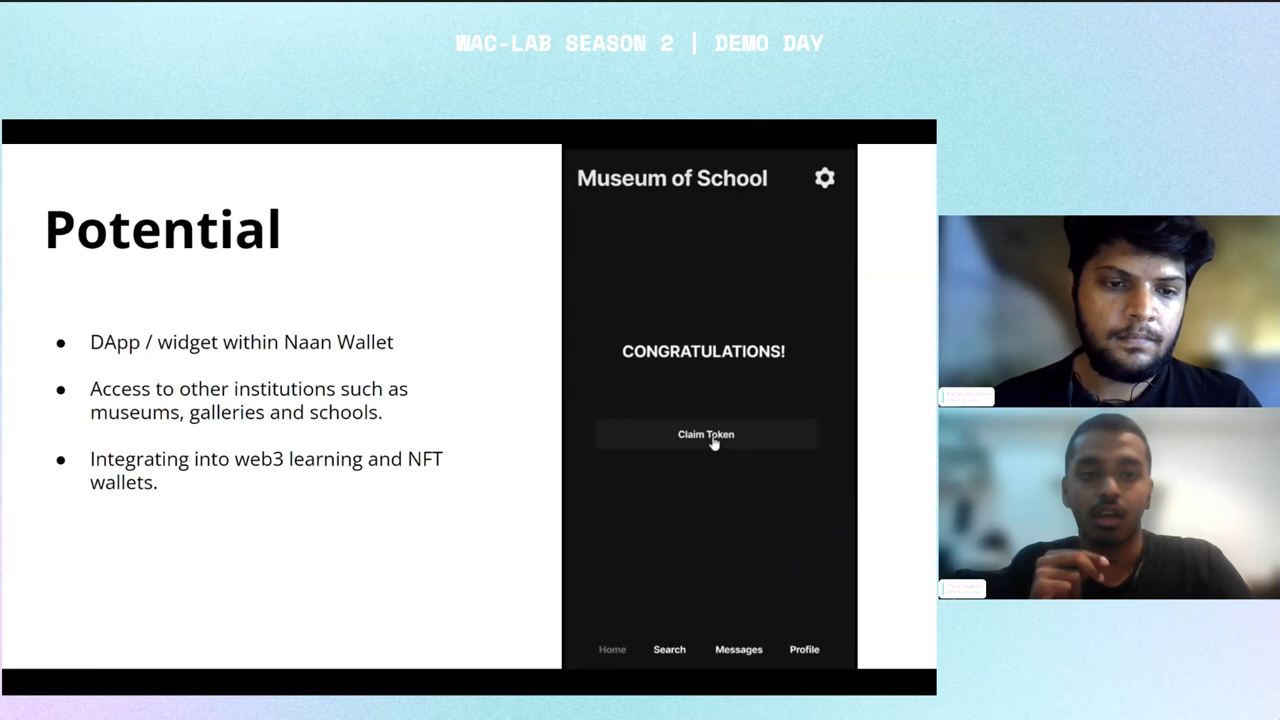 WAC-LAB SEASON 2 | DEMO DAY
Potential
● DApp / widget within Naan Wallet
● Access to other institutions such as
museums, galleries and schools.
● Integrating into web3 learning and NFT
wallets.
Museum of School
CONGRATULATIONS!
Claim Token
Home Search Messages Profile